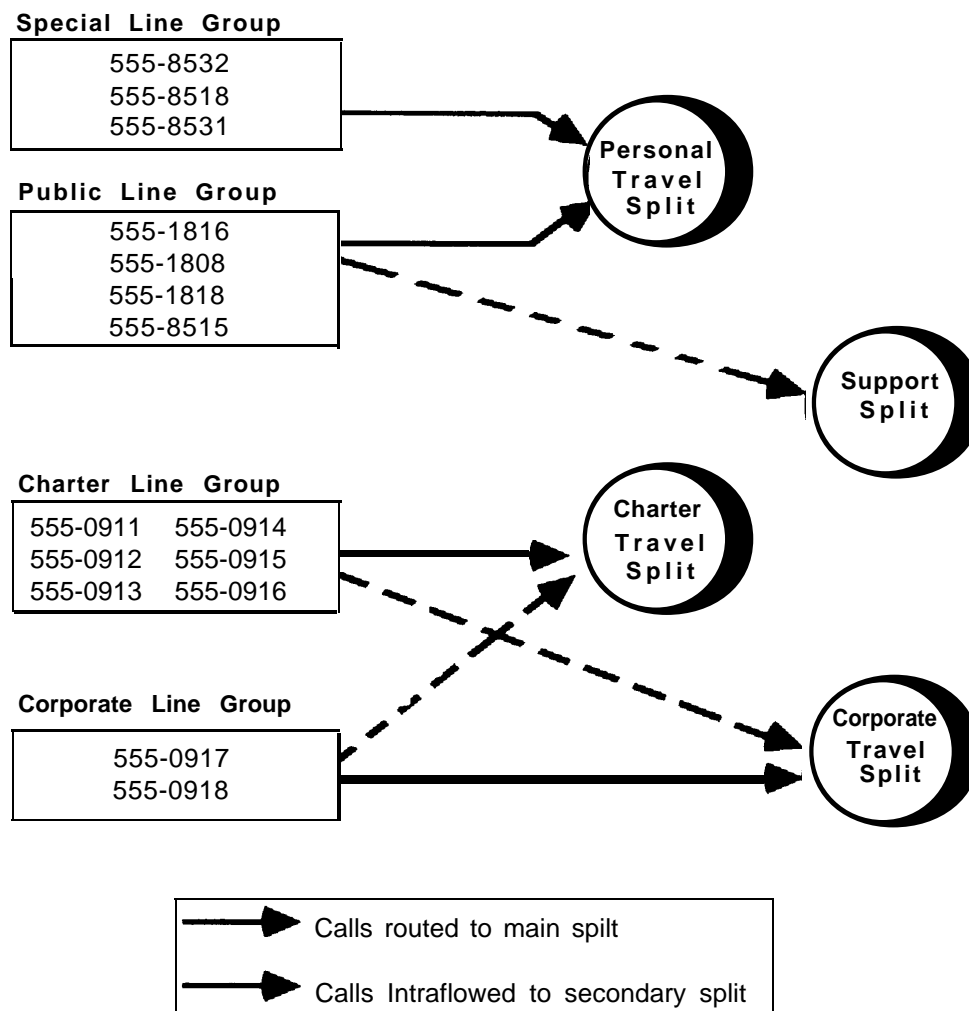 Special Line Group
555-8532
555-8518
555-8531
Personal
Travel
Split
Public Line Group
555-1816
555-1808
555-1818
555-8515
Support
Split
Charter Line Group
555-0911 555-0914
555-0912 555-0915
555-0913 555-0916
Charter
Travel
Split
Corporate Line Group
555-0917
555-0918
Corporate
Travel
Split
Calls routed to main spilt
Calls Intraflowed to secondary split